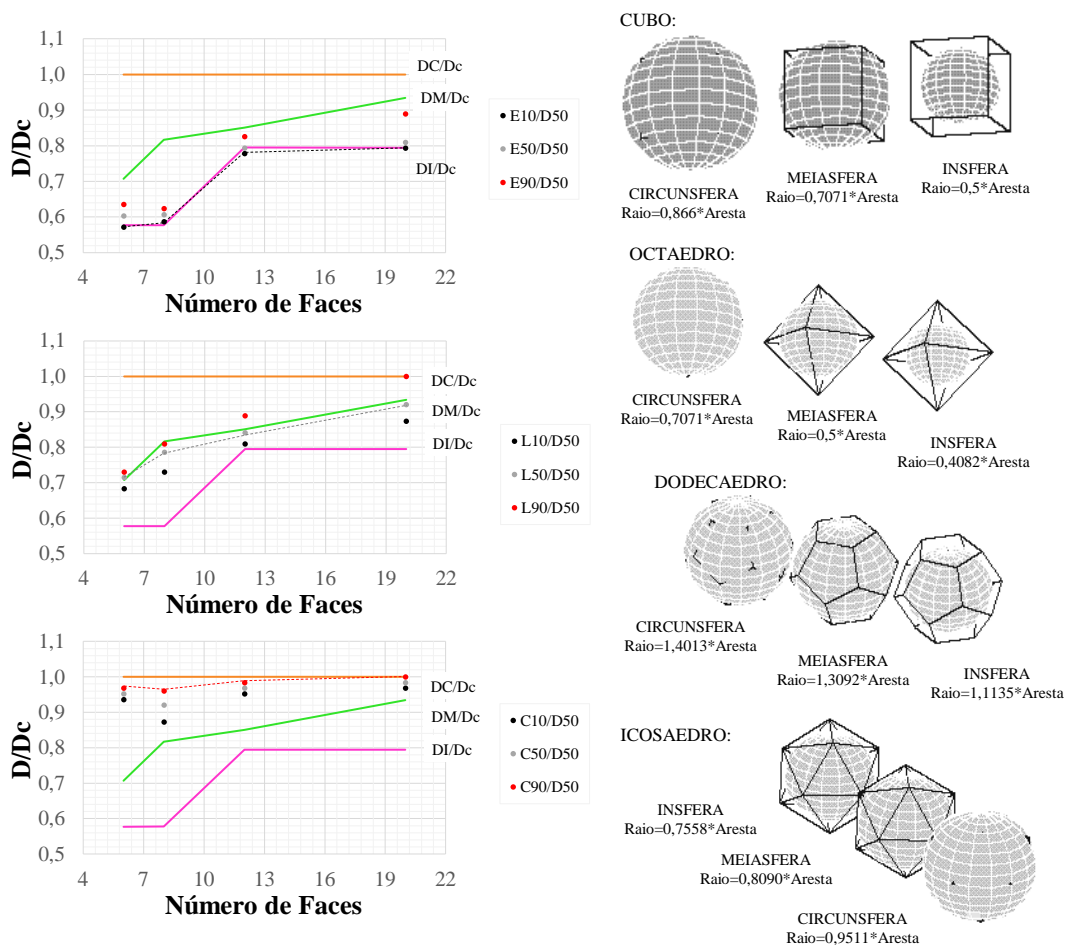 1,1
1,0
0,9
0,8
0,7
0,6
0,5
D/Dc
4 7 10 13 16 19 22
Número de Faces
DC/Dc
DM/Dc
DI/Dc
E10/D50
E50/D50
E90/D50
1,1
1,0
0,9
0,8
0,7
0,6
0,5
D/Dc
4 7 10 13 16 19 22
Número de Faces
DC/Dc
DM/Dc
DI/Dc
L10/D50
L50/D50
L90/D50
1,1
1,0
0,9
0,8
0,7
0,6
0,5
D/Dc
4 7 10 13 16 19 22
Número de Faces
DC/Dc
DM/Dc
DI/Dc
C10/D50
C50/D50
C90/D50
CUBO:
CIRCUNSFERA
Raio=0,866*Aresta
MEIASFERA
Raio=0,7071*Aresta
INSFERA
Raio=0,5*Aresta
OCTAEDRO:
CIRCUNSFERA
Raio=0,7071*Aresta
MEIASFERA
Raio=0,5*Aresta
INSFERA
Raio=0,4082*Aresta
DODECAEDRO:
CIRCUNSFERA
Raio=1,4013*Aresta
MEIASFERA
Raio=1,3092*Aresta
INSFERA
Raio=1,1135*Aresta
ICOSAEDRO:
INSFERA
Raio=0,7558*Aresta
MEIASFERA
Raio=0,8090*Aresta
CIRCUNSFERA
Raio=0,9511*Aresta